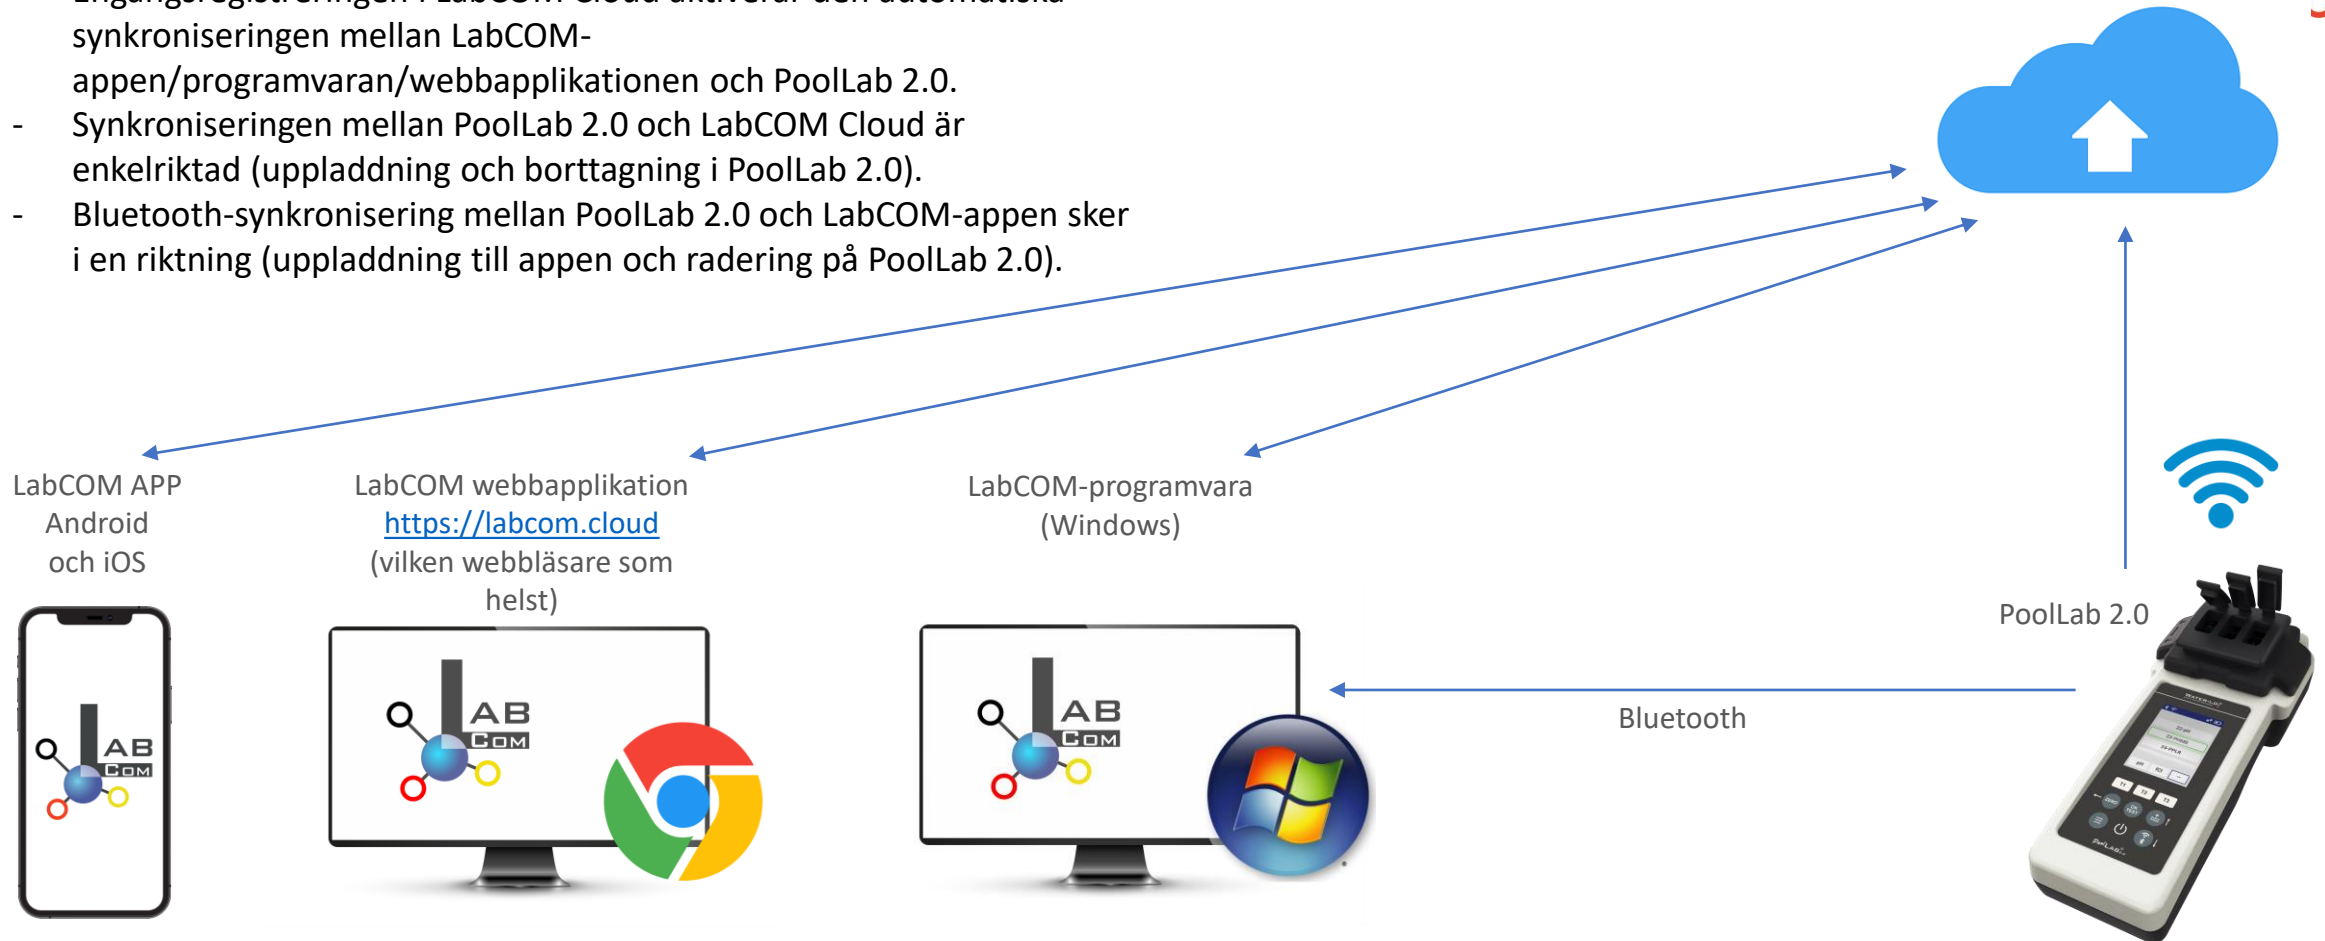 synkroniseringen mellan LabCOM-
appen/programvaran/webbapplikationen och PoolLab 2.0.
- Synkroniseringen mellan PoolLab 2.0 och LabCOM Cloud är
enkelriktad (uppladdning och borttagning i PoolLab 2.0).
- Bluetooth-synkronisering mellan PoolLab 2.0 och LabCOM-appen sker
i en riktning (uppladdning till appen och radering på PoolLab 2.0).
LabCOM APP
Android
och iOS
LabCOM webbapplikation
https://labcom.cloud
(vilken webbläsare som
helst)
LabCOM-programvara
(Windows)
PoolLab 2.0
Bluetooth
LAB
COM
LAB
COM
LAB
COM